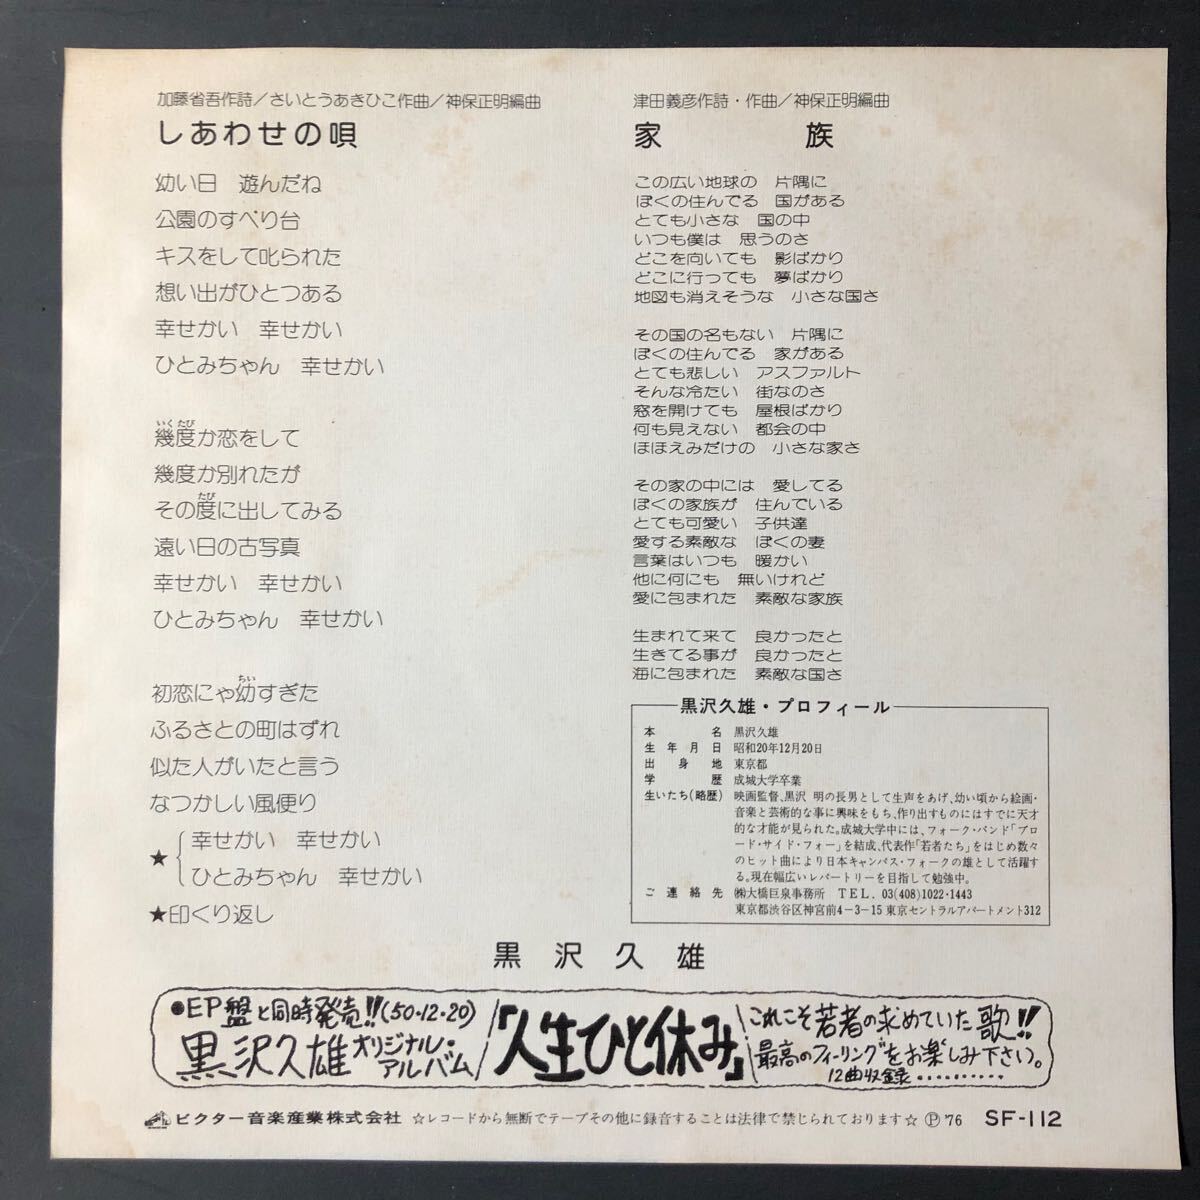 加藤省吾作詩/さいとうあきひこ作曲/神保正明編曲
しあわせの唄
幼い日 遊んだね
公園のすべり台
キスをして叱られた
想い出がひとつある
幸せかい 幸せかい
ひとみちゃん 幸せかい
いくたび
幾度か恋をして
幾度か別れたが
たび
その度に出してみる
遠い日の古写真
幸せかい 幸せかい
ひとみちゃん 幸せかい
ちい
初恋にゃ幼すぎた
ふるさとの町はずれ
似た人がいたと言う
なつかしい風便り
★{幸せかい 幸せかい
ひとみちゃん 幸せかい
★印くり返し
津田義彦作詩・作曲/神保正明編曲
家族
この広い地球の 片隅に
ぼくの住んでる 国がある
とても小さな 国の中
いつも僕は 思うのさ
どこを向いても 影ばかり
どこに行っても 夢ばかり
地図も消えそうな 小さな国さ
その国の名もない 片隅に
ぼくの住んでる 家がある
とても悲しい アスファルト
そんな冷たい 街なのさ
窓を開けても 屋根ばかり
何も見えない 都会の中
ほほえみだけの 小さな家さ
その家の中には 愛してる
ぼくの家族が 住んでいる
とても可愛い 子供達
愛する素敵な ぼくの妻
言葉はいつも 暖かい
他に何にも 無いけれど
愛に包まれた 素敵な家族
生まれて来て 良かったと
生きてる事が 良かったと
海に包まれた 素敵な国さ
黒沢久雄・プロフィール
本名 黒沢久雄
生年月日 昭和20年12月20日
出身地 東京都
学歴 成城大学卒業
生いたち(略歴) 映画監督、黒沢 明の長男として生声をあげ、幼い頃から絵画・
音楽と芸術的な事に興味をもち、作り出すものにはすでに天才
的な才能が見られた。成城大学中には、フォーク・バンド「ブロ
ード・サイド・フォー」を結成、代表作「若者たち」をはじめ数々
のヒット曲により日本キャンパス・フォークの雄として活躍す
る。現在幅広いレパートリーを目指して勉強中。
ご連絡先 ㈱大橋巨泉事務所 TEL. 03(408)1022・1443
東京都渋谷区神宮前4-3-15 東京セントラルアパートメント312
黒沢久雄
●EP盤と同時発売!!(50・12・20)
黒沢久雄オリジナル・アルバム
「人生ひと休み」
これこそ若者の求めていた歌!!
最高のフィーリングをお楽しみ下さい。
12曲収録‥‥‥‥
ビクター音楽産業株式会社 ☆レコードから無断でテープその他に録音することは法律で禁じられております☆ Ⓟ'76 SF-112